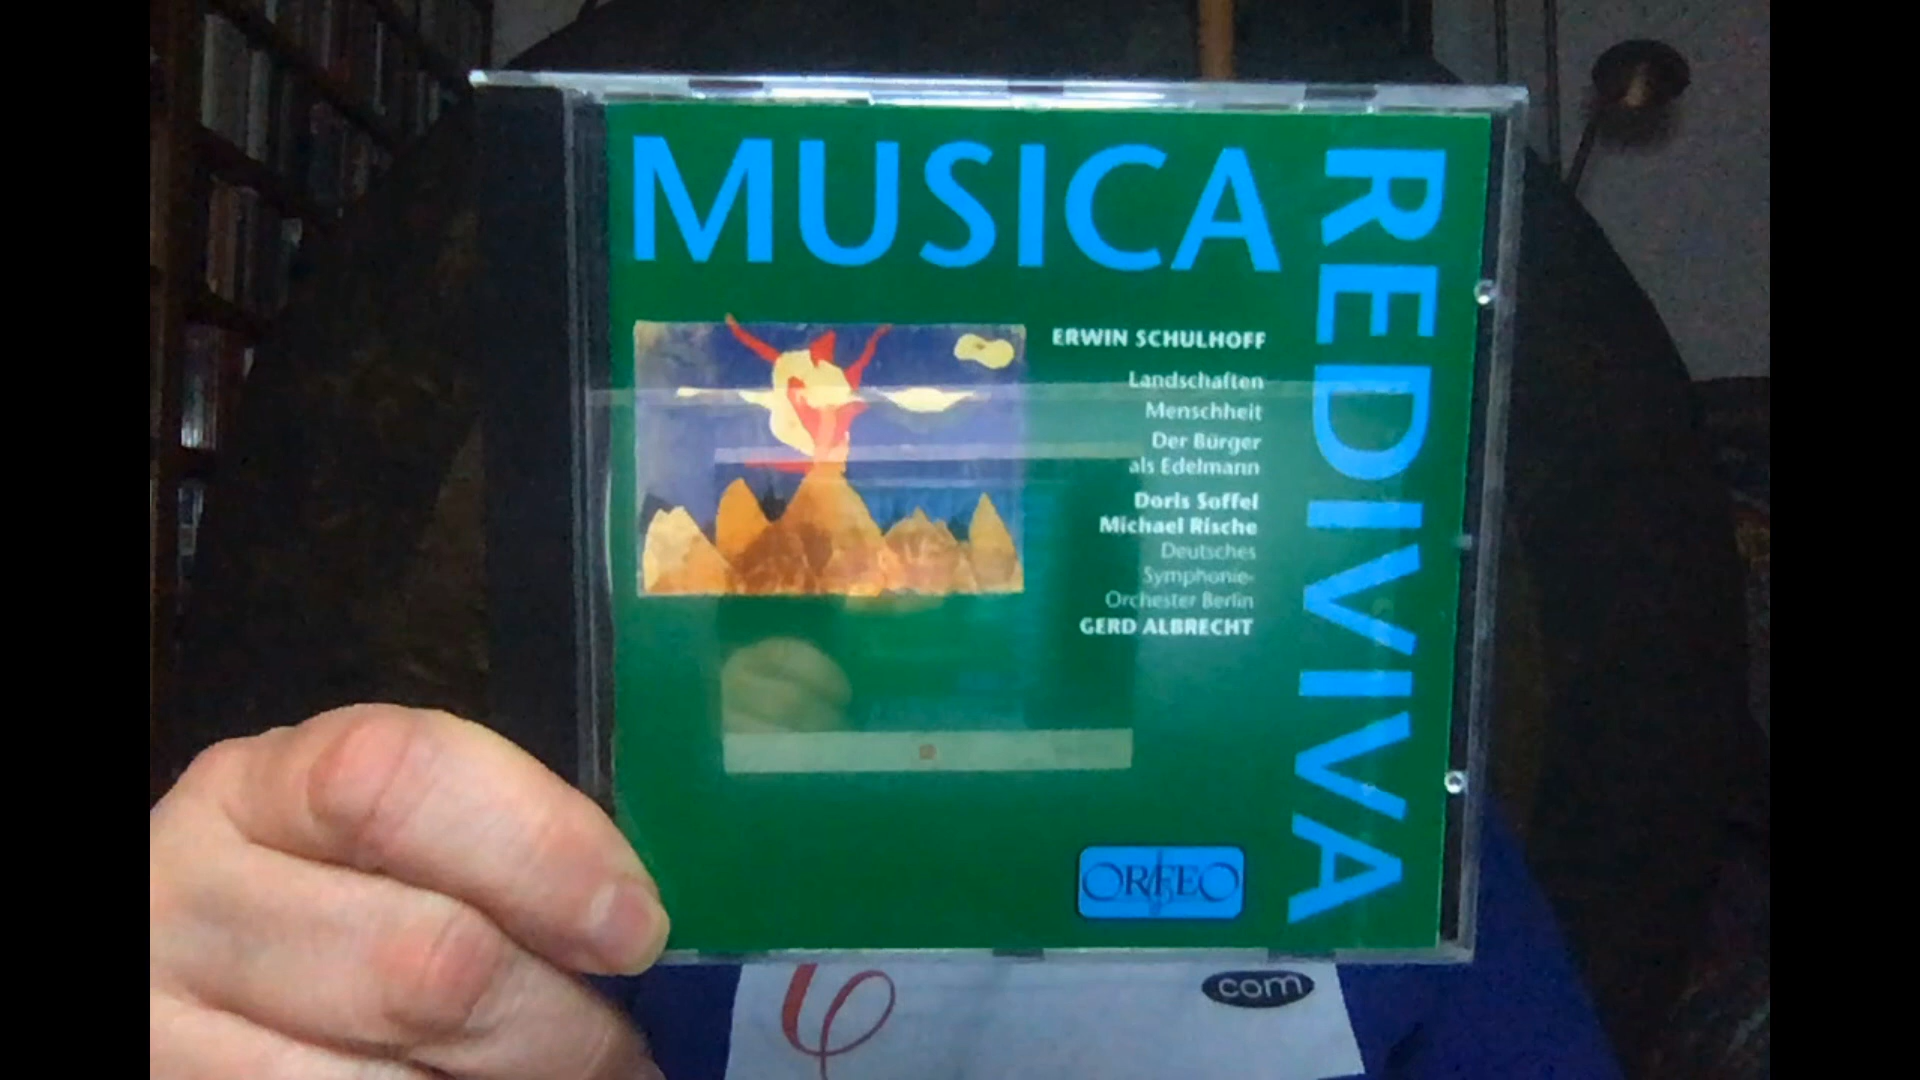 MUSICA
REDIVIVA
ERWIN SCHULHOFF
Landschaften
Menschheit
Der Bürger
als Edelmann
Doris Soffel
Michael Rische
Deutsches
Symphonie-
Orchester Berlin
GERD ALBRECHT
ORFEO
com